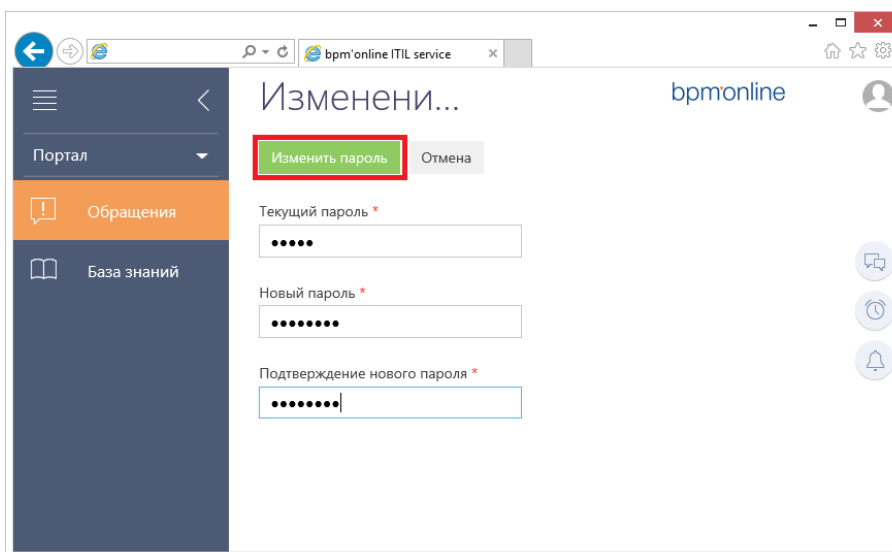 bpm'online ITIL service
Изменени...
bpm'online
Портал
Изменить пароль
Отмена
Обращения
Текущий пароль *
•••••
База знаний
Новый пароль *
••••••••
Подтверждение нового пароля *
••••••••